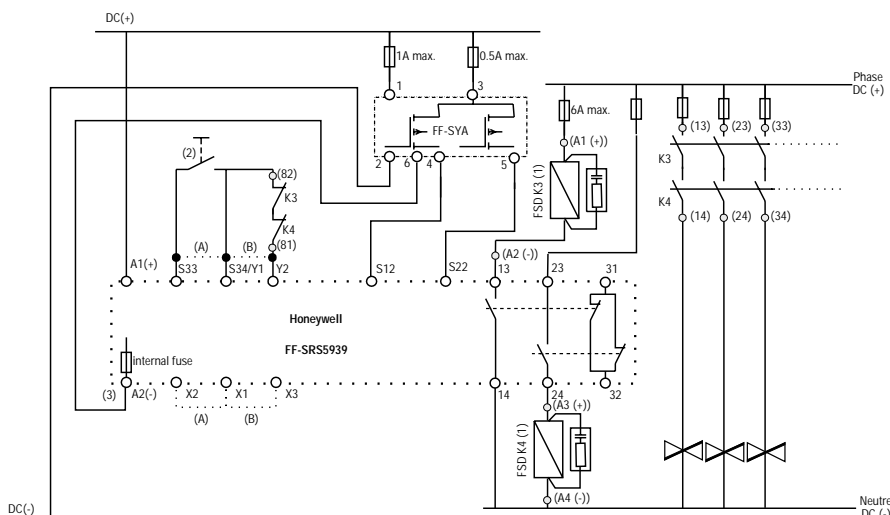 DC(+)
1A max.
0.5A max.
1
3
FF-SYA
2
6
4
5
6A max.
Phase
DC (+)
(A1 (+))
(13)
(23)
(33)
K3
K4
(14)
(24)
(34)
FSD K3 (1)
(A2 (-))
(2)
(82)
K3
K4
(81)
(A)
(B)
A1(+)
S33
S34/Y1
Y2
S12
S22
13
23
31
Honeywell
FF-SRS5939
internal fuse
(3)
A2(-)
X2
X1
X3
(A)
(B)
14
24
32
(A3 (+))
FSD K4 (1)
(A4 (-))
DC(-)
Neutre
DC (-)